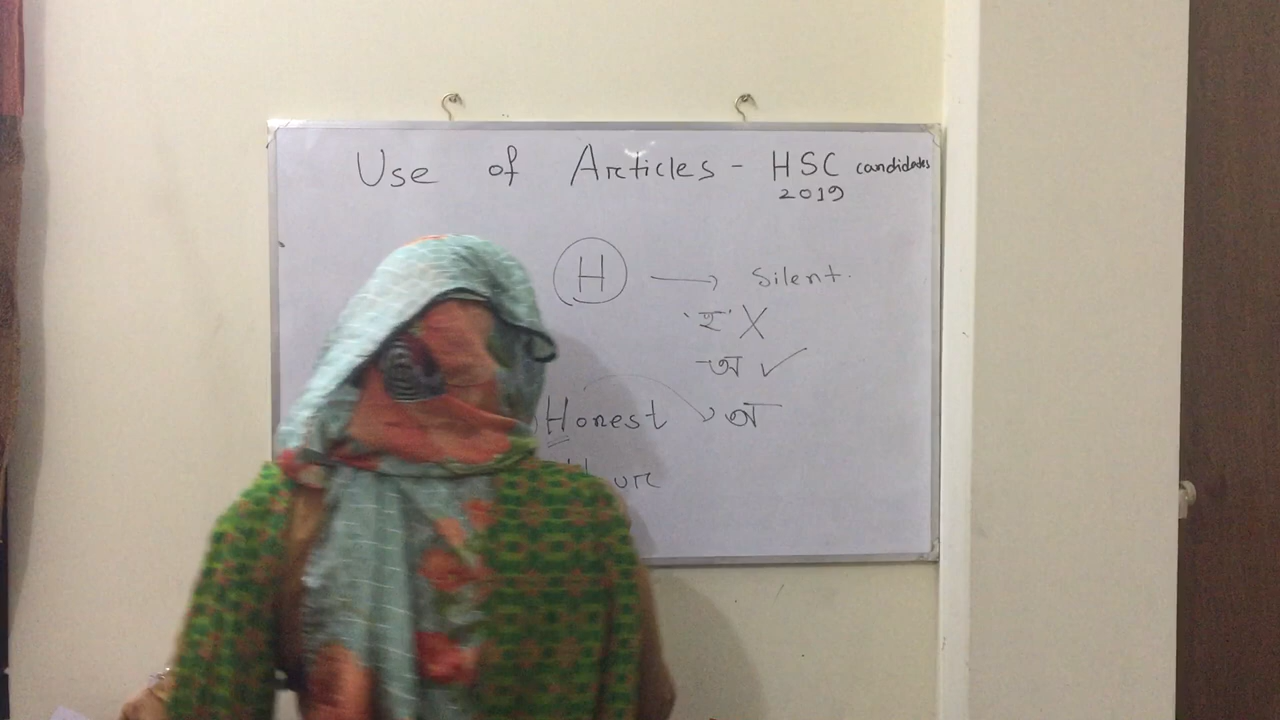 Use of Articles - HSC candidates
2019
H → Silent.
'হ' X
অ ✓
Honest → অ